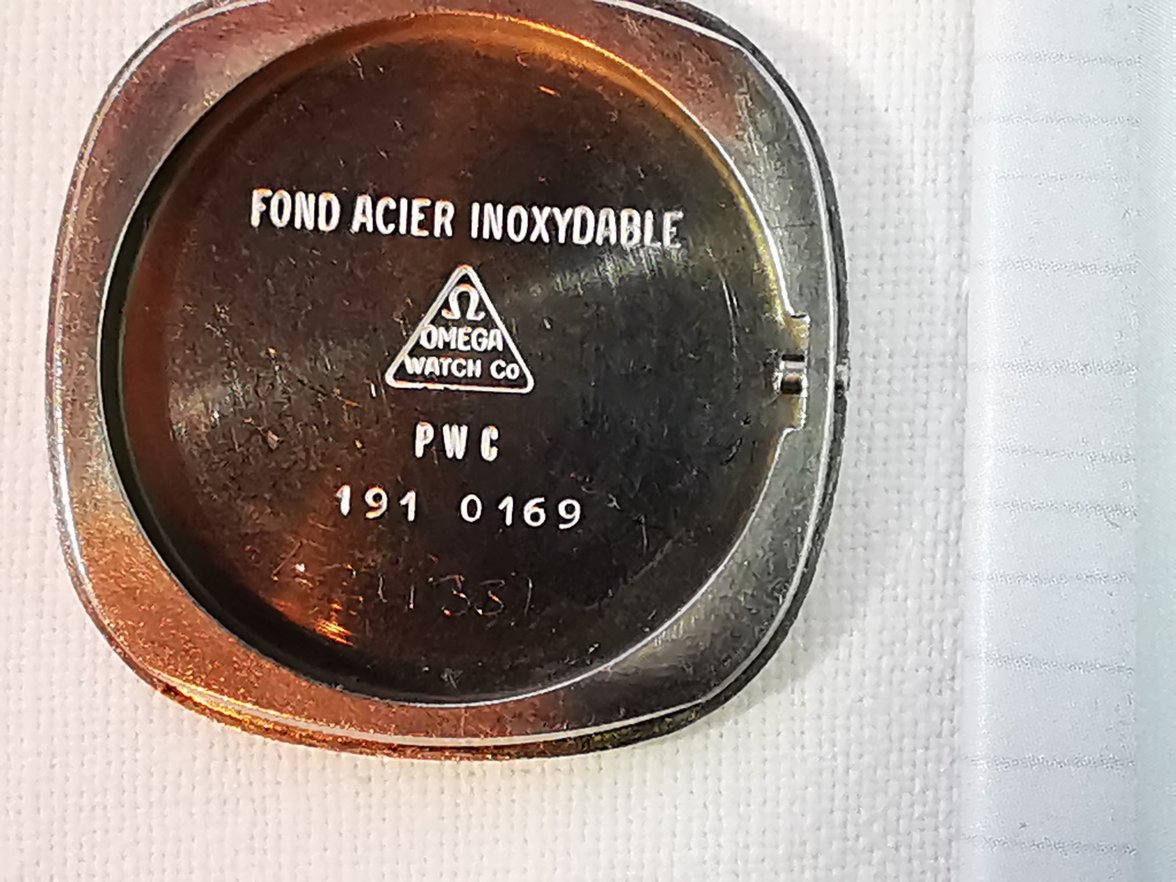 FOND ACIER INOXYDABLE
Ω
OMEGA
WATCH Co
PWC
191 0169